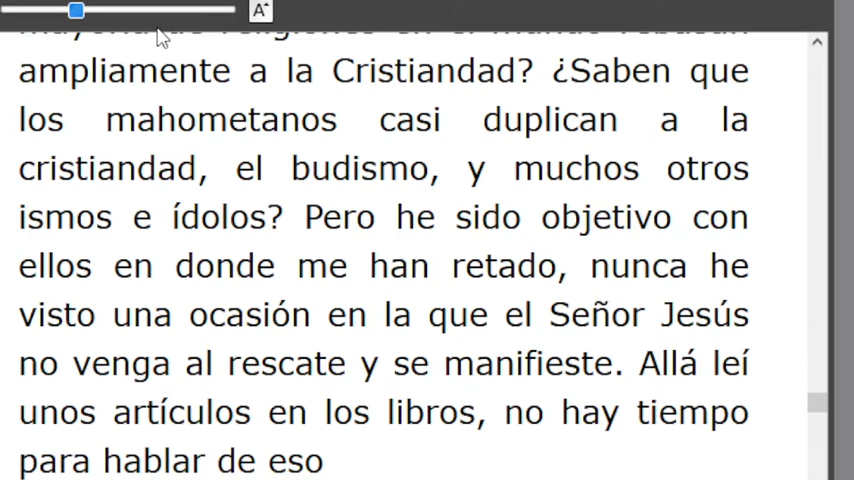 A
ampliamente a la Cristiandad? ¿Saben que
los mahometanos casi duplican a la
cristiandad, el budismo, y muchos otros
ismos e ídolos? Pero he sido objetivo con
ellos en donde me han retado, nunca he
visto una ocasión en la que el Señor Jesús
no venga al rescate y se manifieste. Allá leí
unos artículos en los libros, no hay tiempo
para hablar de eso